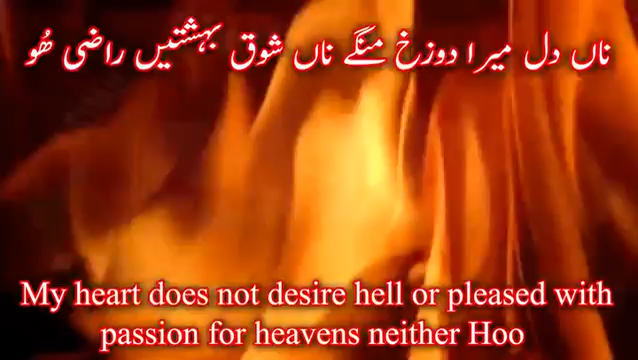 ناں دل میرا دوزخ منگے ناں شوق بہشتیں راضی ھُو
My heart does not desire hell or pleased with
passion for heavens neither Hoo